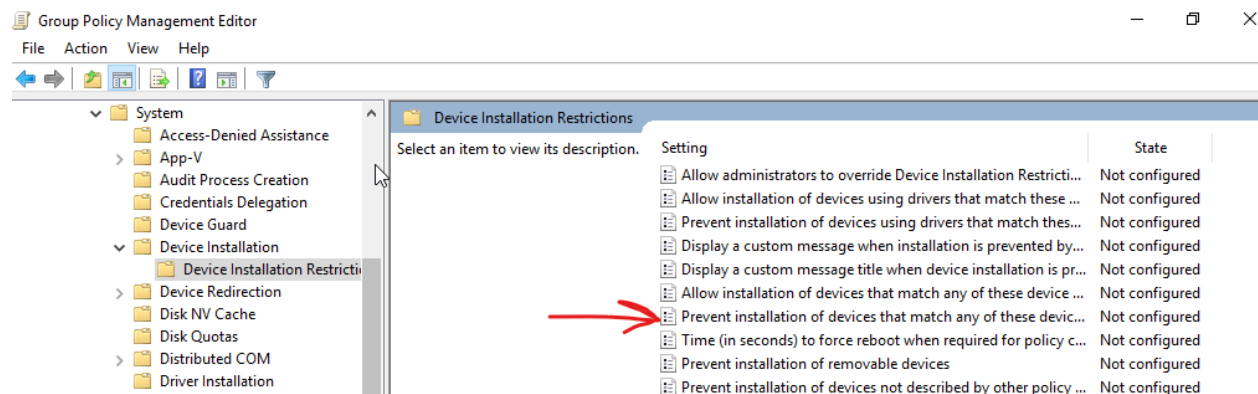 Group Policy Management Editor
File Action View Help
System
Access-Denied Assistance
App-V
Audit Process Creation
Credentials Delegation
Device Guard
Device Installation
Device Installation Restrictio
Device Redirection
Disk NV Cache
Disk Quotas
Distributed COM
Driver Installation
Device Installation Restrictions
Select an item to view its description.
Setting State
Allow administrators to override Device Installation Restricti... Not configured
Allow installation of devices using drivers that match these ... Not configured
Prevent installation of devices using drivers that match thes... Not configured
Display a custom message when installation is prevented by... Not configured
Display a custom message title when device installation is pr... Not configured
Allow installation of devices that match any of these device ... Not configured
Prevent installation of devices that match any of these devic... Not configured
Time (in seconds) to force reboot when required for policy c... Not configured
Prevent installation of removable devices Not configured
Prevent installation of devices not described by other policy ... Not configured